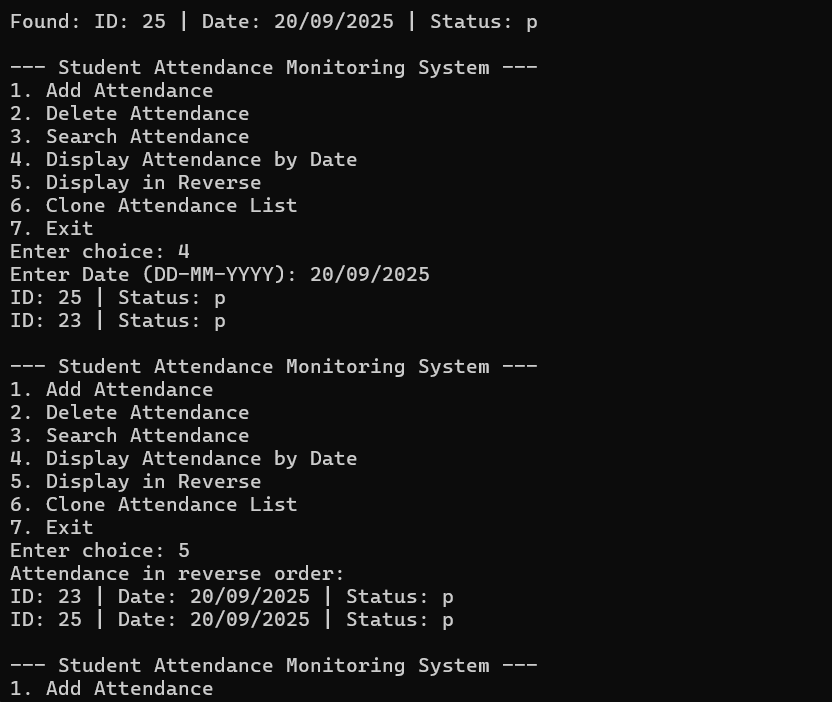 Found: ID: 25 | Date: 20/09/2025 | Status: p
--- Student Attendance Monitoring System ---
1. Add Attendance
2. Delete Attendance
3. Search Attendance
4. Display Attendance by Date
5. Display in Reverse
6. Clone Attendance List
7. Exit
Enter choice: 4
Enter Date (DD-MM-YYYY): 20/09/2025
ID: 25 | Status: p
ID: 23 | Status: p
--- Student Attendance Monitoring System ---
1. Add Attendance
2. Delete Attendance
3. Search Attendance
4. Display Attendance by Date
5. Display in Reverse
6. Clone Attendance List
7. Exit
Enter choice: 5
Attendance in reverse order:
ID: 23 | Date: 20/09/2025 | Status: p
ID: 25 | Date: 20/09/2025 | Status: p
--- Student Attendance Monitoring System ---
1. Add Attendance